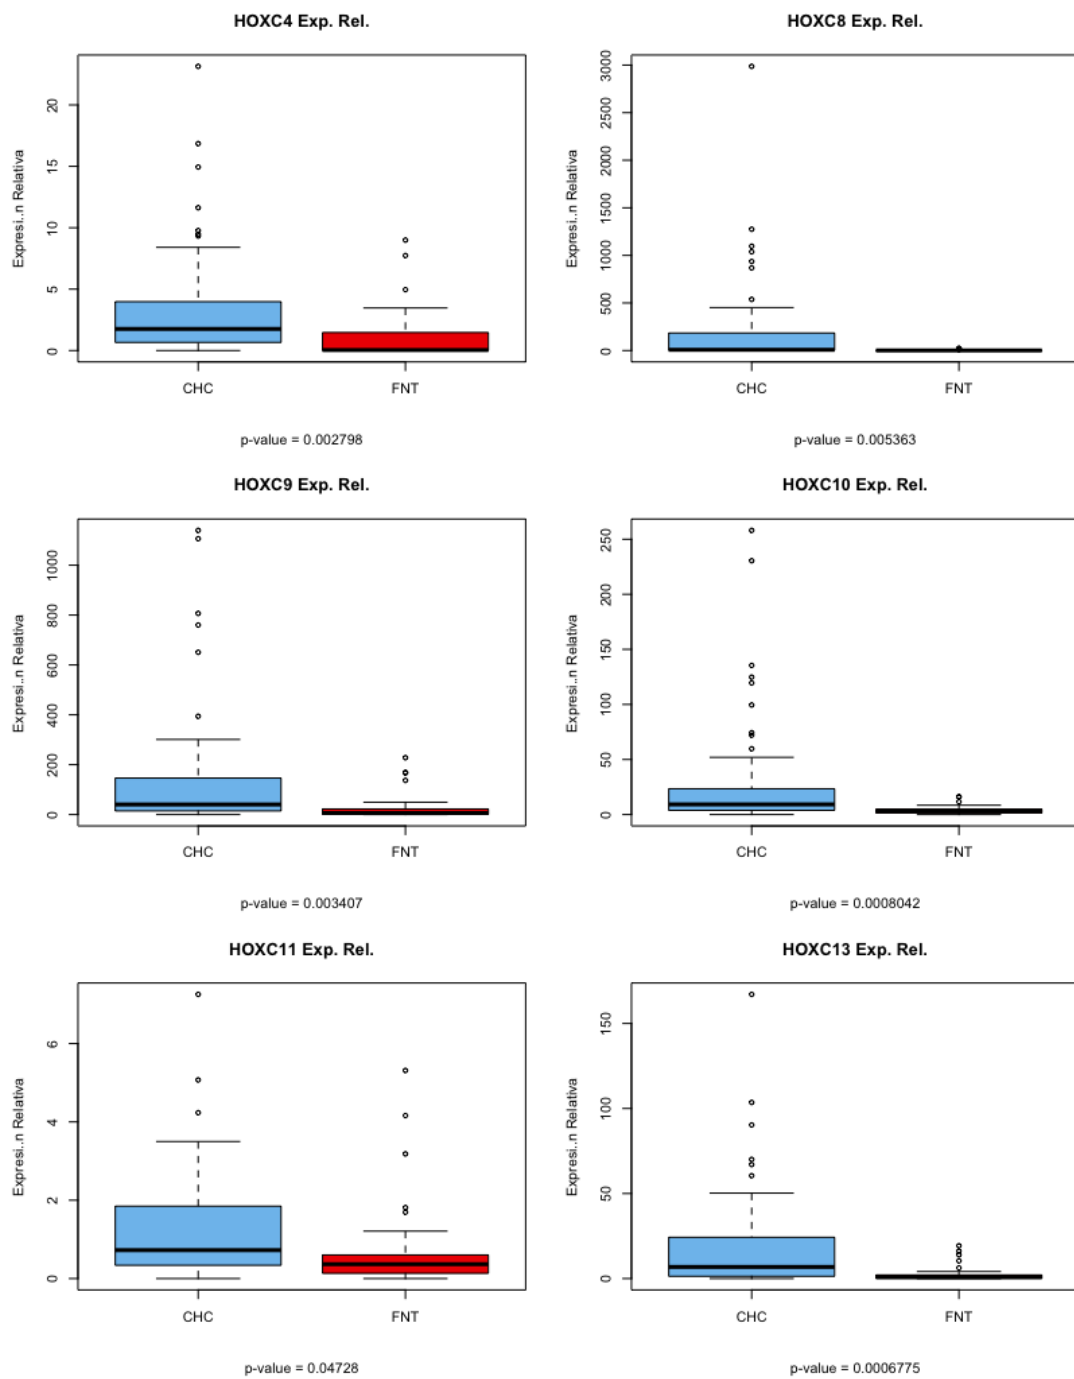 HOXC4 Exp. Rel.
Expresi..n Relativa
20
15
10
5
0
CHC
FNT
p-value = 0.002798
HOXC8 Exp. Rel.
Expresi..n Relativa
3000
2500
2000
1500
1000
500
0
CHC
FNT
p-value = 0.005363
HOXC9 Exp. Rel.
Expresi..n Relativa
1000
800
600
400
200
0
CHC
FNT
p-value = 0.003407
HOXC10 Exp. Rel.
Expresi..n Relativa
250
200
150
100
50
0
CHC
FNT
p-value = 0.0008042
HOXC11 Exp. Rel.
Expresi..n Relativa
6
4
2
0
CHC
FNT
p-value = 0.04728
HOXC13 Exp. Rel.
Expresi..n Relativa
150
100
50
0
CHC
FNT
p-value = 0.0006775